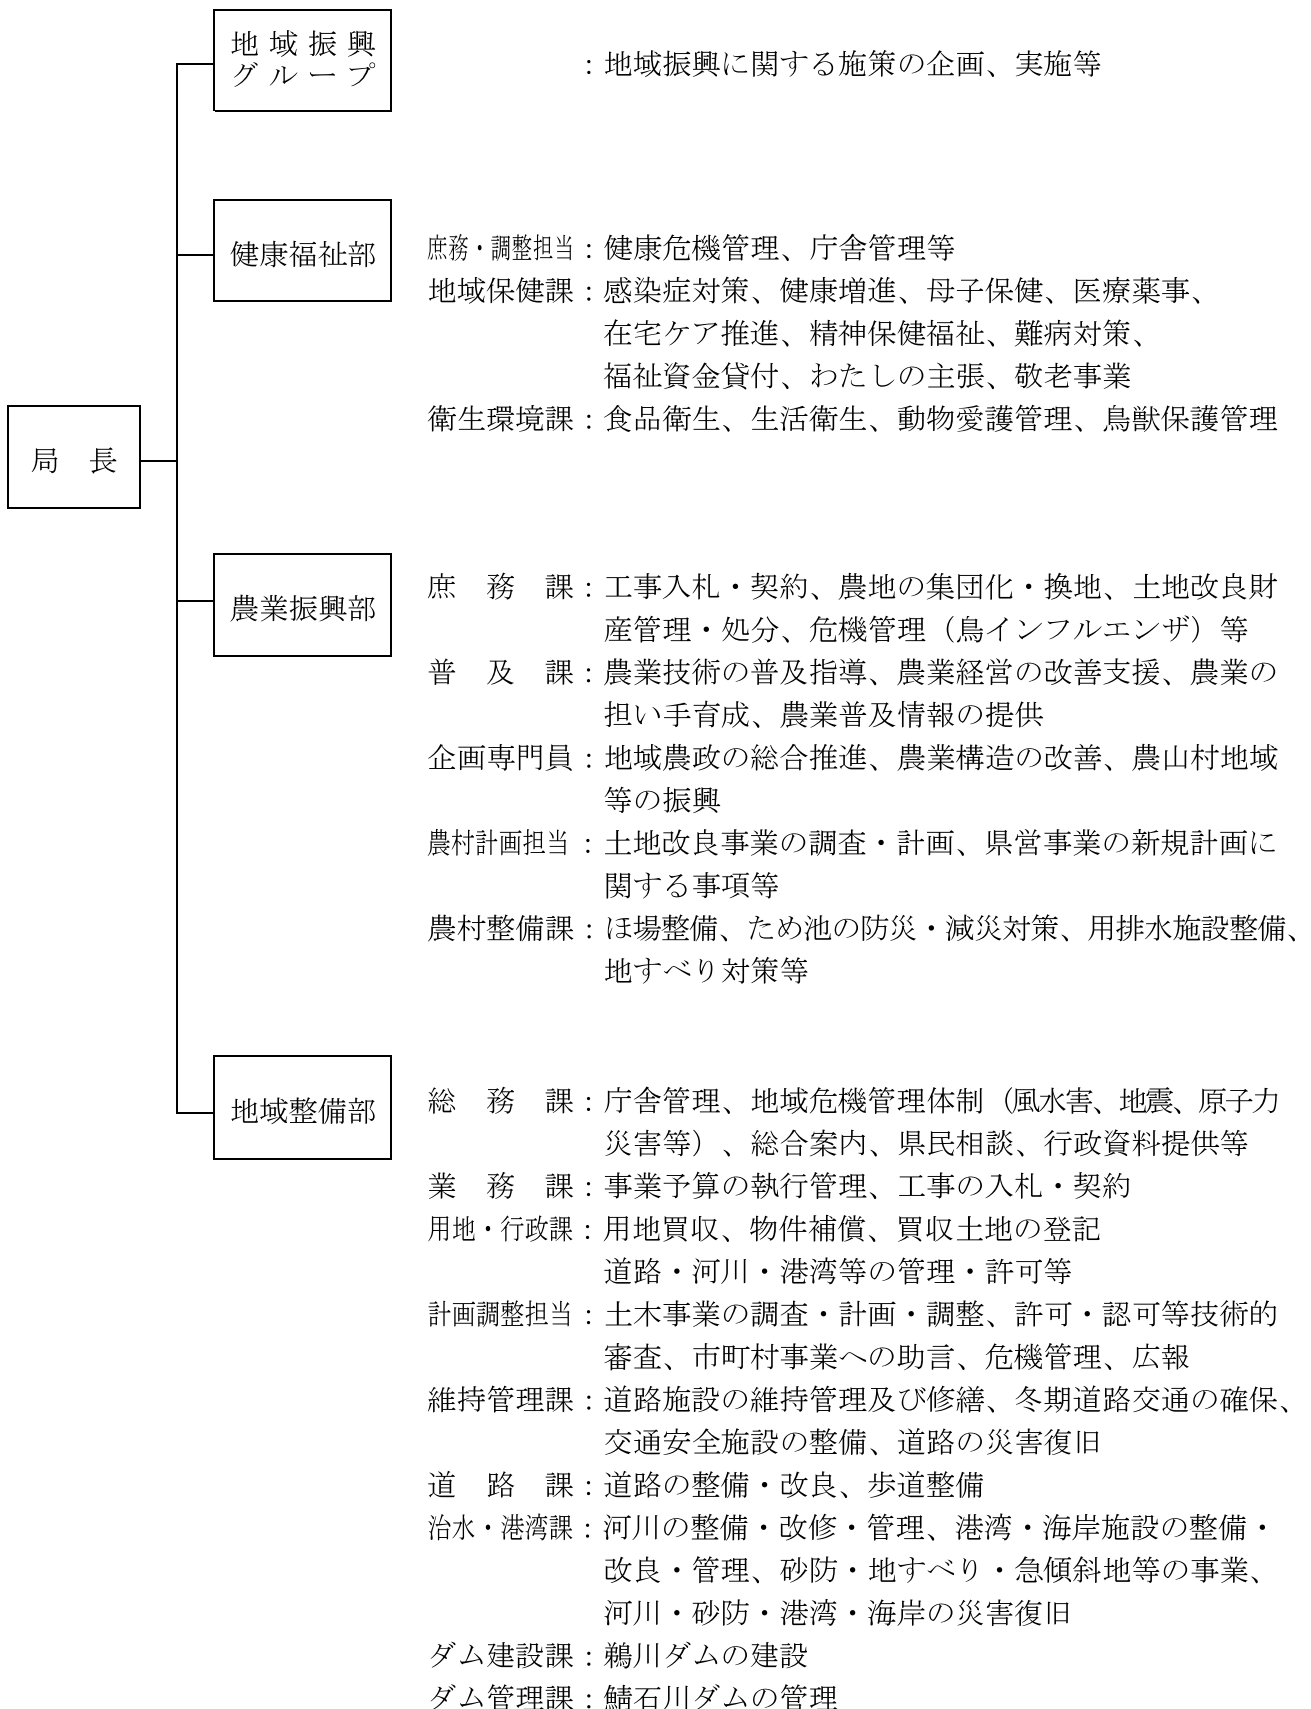 局　長
地域振興
グループ
：地域振興に関する施策の企画、実施等
健康福祉部
庶務・調整担当：健康危機管理、庁舎管理等
地域保健課：感染症対策、健康増進、母子保健、医療薬事、
在宅ケア推進、精神保健福祉、難病対策、
福祉資金貸付、わたしの主張、敬老事業
衛生環境課：食品衛生、生活衛生、動物愛護管理、鳥獣保護管理
農業振興部
庶　務　課：工事入札・契約、農地の集団化・換地、土地改良財
産管理・処分、危機管理（鳥インフルエンザ）等
普　及　課：農業技術の普及指導、農業経営の改善支援、農業の
担い手育成、農業普及情報の提供
企画専門員：地域農政の総合推進、農業構造の改善、農山村地域
等の振興
農村計画担当：土地改良事業の調査・計画、県営事業の新規計画に
関する事項等
農村整備課：ほ場整備、ため池の防災・減災対策、用排水施設整備、
地すべり対策等
地域整備部
総　務　課：庁舎管理、地域危機管理体制（風水害、地震、原子力
災害等）、総合案内、県民相談、行政資料提供等
業　務　課：事業予算の執行管理、工事の入札・契約
用地・行政課：用地買収、物件補償、買収土地の登記
道路・河川・港湾等の管理・許可等
計画調整担当：土木事業の調査・計画・調整、許可・認可等技術的
審査、市町村事業への助言、危機管理、広報
維持管理課：道路施設の維持管理及び修繕、冬期道路交通の確保、
交通安全施設の整備、道路の災害復旧
道　路　課：道路の整備・改良、歩道整備
治水・港湾課：河川の整備・改修・管理、港湾・海岸施設の整備・
改良・管理、砂防・地すべり・急傾斜地等の事業、
河川・砂防・港湾・海岸の災害復旧
ダム建設課：鵜川ダムの建設
ダム管理課：鯖石川ダムの管理